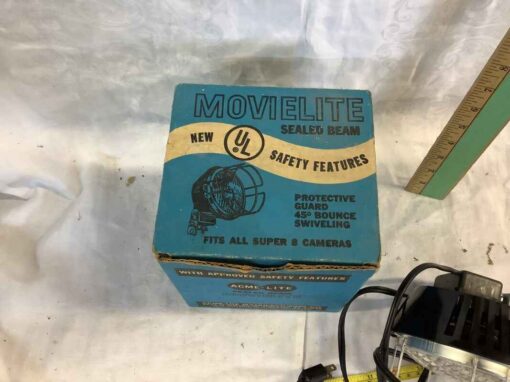 MOVIELITE
SEALED BEAM
NEW UL SAFETY FEATURES
PROTECTIVE
GUARD
45° BOUNCE
SWIVELING
FITS ALL SUPER 8 CAMERAS
WITH APPROVED SAFETY FEATURES
ACME-LITE